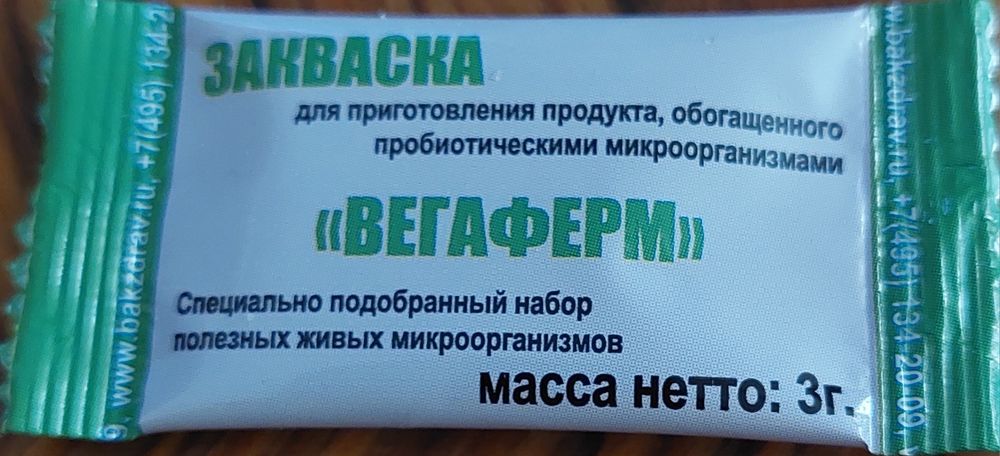 ЗАКВАСКА
для приготовления продукта, обогащенного
пробиотическими микроорганизмами
«ВЕГАФЕРМ»
Специально подобранный набор
полезных живых микроорганизмов
масса нетто: 3г.
www.bakzdrav.ru, +7(495) 134-2
w.bakzdrav.ru, +7(495) 134 20 09,